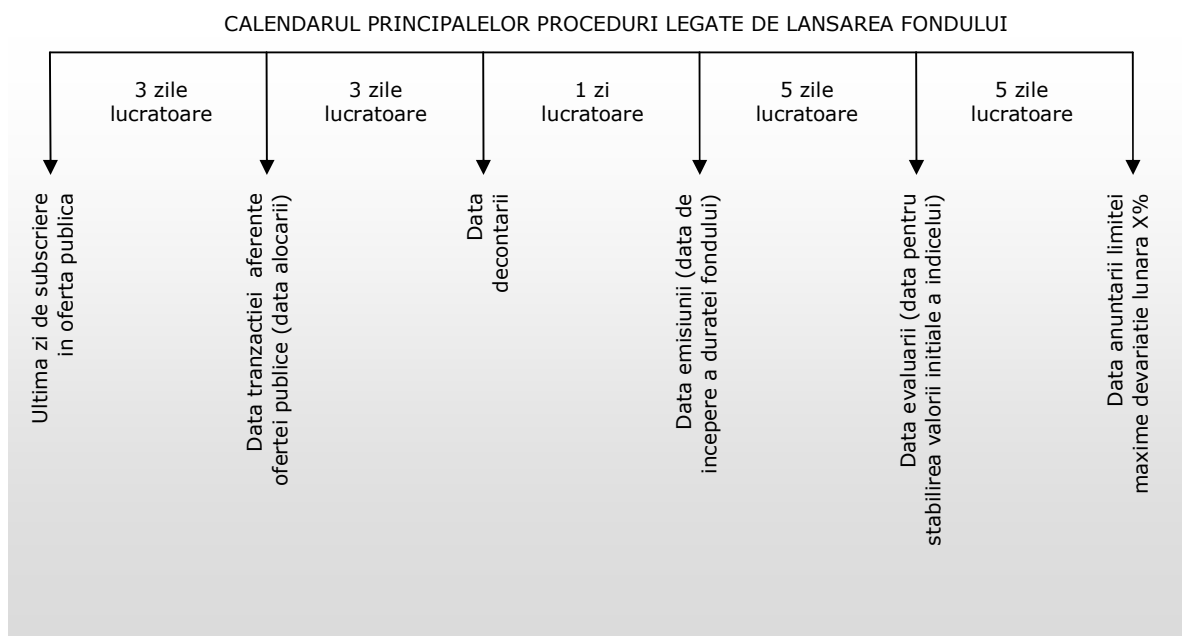 CALENDARUL PRINCIPALELOR PROCEDURI LEGATE DE LANSAREA FONDULUI
3 zile
lucratoare
3 zile
lucratoare
1 zi
lucratoare
5 zile
lucratoare
5 zile
lucratoare
Ultima zi de subscriere
in oferta publica
Data tranzactiei aferente
ofertei publice (data alocarii)
Data
decontarii
Data emisiunii (data de
incepere a duratei fondului)
Data evaluarii (data pentru
stabilirea valorii initiale a indicelui)
Data anuntarii limitei
maxime devariatie lunara X%